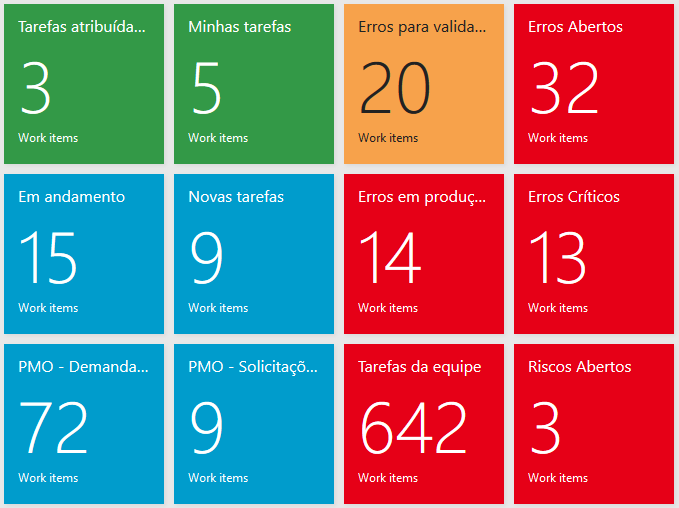 Tarefas atribuída...
3
Work items
Minhas tarefas
5
Work items
Erros para valida...
20
Work items
Erros Abertos
32
Work items
Em andamento
15
Work items
Novas tarefas
9
Work items
Erros em produç...
14
Work items
Erros Críticos
13
Work items
PMO - Demanda...
72
Work items
PMO - Solicitaçõ...
9
Work items
Tarefas da equipe
642
Work items
Riscos Abertos
3
Work items